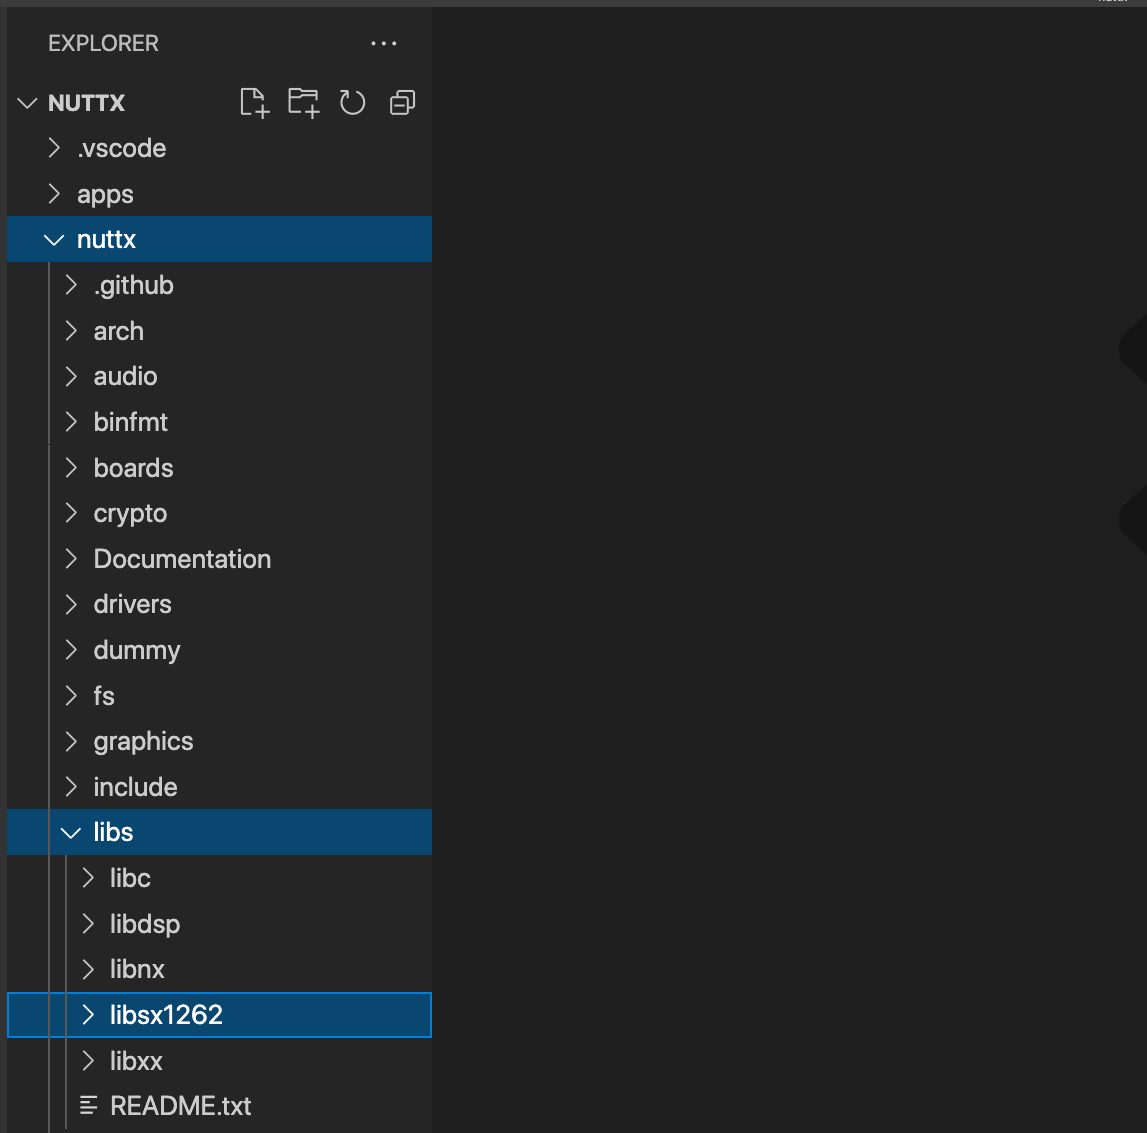 EXPLORER
NUTTX
.vscode
apps
nuttx
.github
arch
audio
binfmt
boards
crypto
Documentation
drivers
dummy
fs
graphics
include
libs
libc
libdsp
libnx
libsx1262
libxx
README.txt